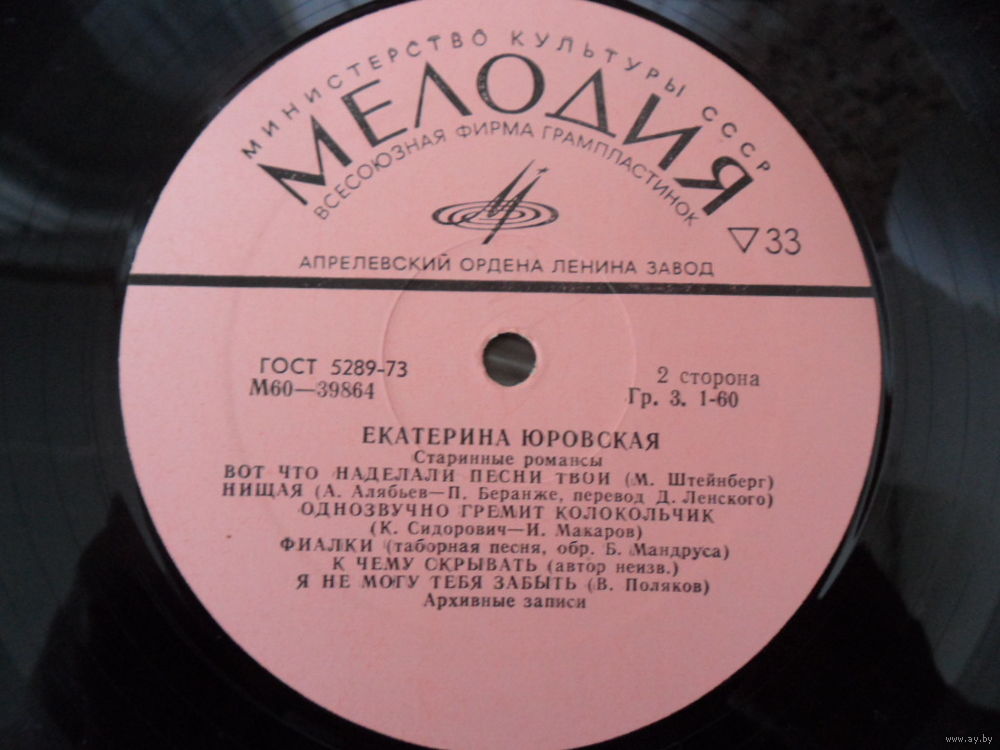 МИНИСТЕРСТВО КУЛЬТУРЫ СССР
МЕЛОДИЯ
ВСЕСОЮЗНАЯ ФИРМА ГРАМПЛАСТИНОК
▽33
АПРЕЛЕВСКИЙ ОРДЕНА ЛЕНИНА ЗАВОД
ГОСТ 5289-73
М60—39864
2 сторона
Гр. 3. 1-60
ЕКАТЕРИНА ЮРОВСКАЯ
Старинные романсы
ВОТ ЧТО НАДЕЛАЛИ ПЕСНИ ТВОИ (М. Штейнберг)
НИЩАЯ (А. Алябьев—П. Беранже, перевод Д. Ленского)
ОДНОЗВУЧНО ГРЕМИТ КОЛОКОЛЬЧИК
(К. Сидорович—И. Макаров)
ФИАЛКИ (таборная песня, обр. Б. Мандруса)
К ЧЕМУ СКРЫВАТЬ (автор неизв.)
Я НЕ МОГУ ТЕБЯ ЗАБЫТЬ (В. Поляков)
Архивные записи
www.ay.by